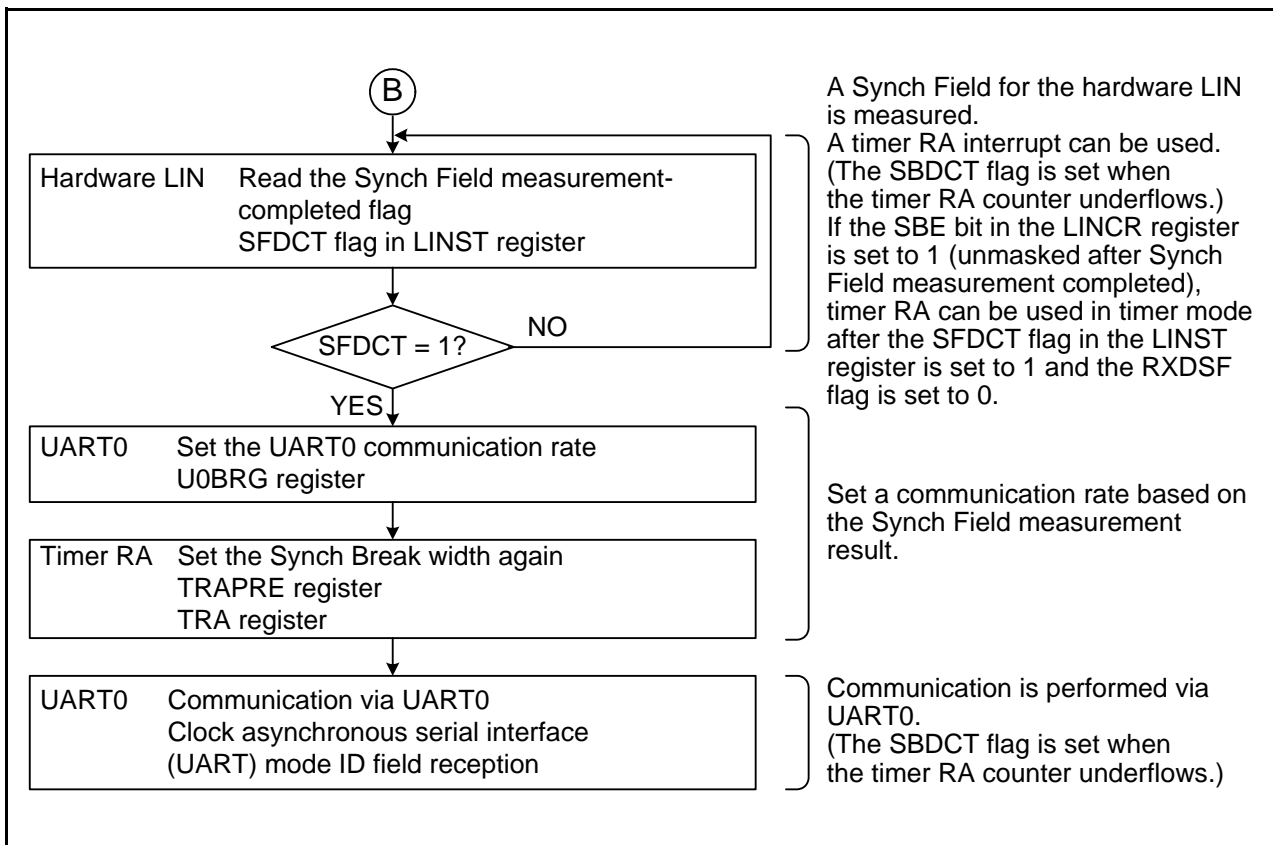 B
Hardware LIN Read the Synch Field measurement-
completed flag
SFDCT flag in LINST register
SFDCT = 1?
NO
YES
A Synch Field for the hardware LIN
is measured.
A timer RA interrupt can be used.
(The SBDCT flag is set when
the timer RA counter underflows.)
If the SBE bit in the LINCR register
is set to 1 (unmasked after Synch
Field measurement completed),
timer RA can be used in timer mode
after the SFDCT flag in the LINST
register is set to 1 and the RXDSF
flag is set to 0.
UART0 Set the UART0 communication rate
U0BRG register
Timer RA Set the Synch Break width again
TRAPRE register
TRA register
Set a communication rate based on
the Synch Field measurement
result.
UART0 Communication via UART0
Clock asynchronous serial interface
(UART) mode ID field reception
Communication is performed via
UART0.
(The SBDCT flag is set when
the timer RA counter underflows.)